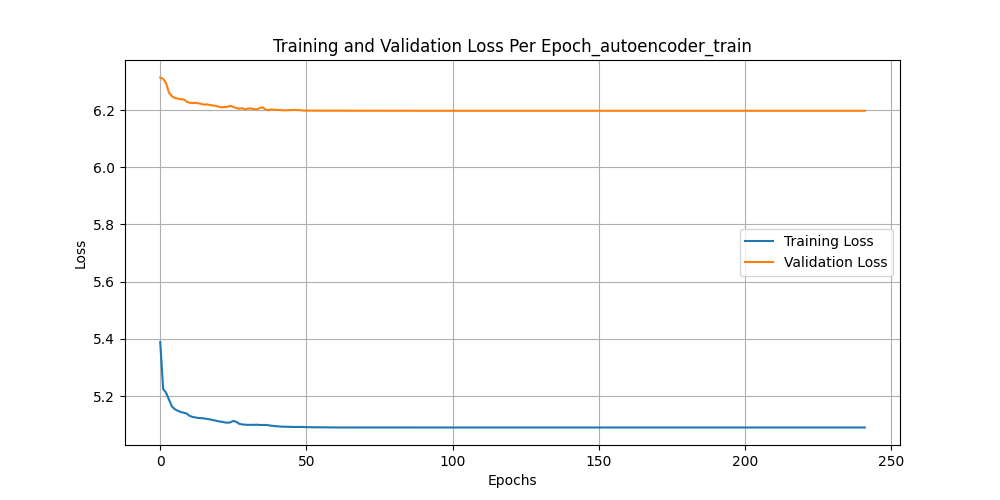 Training and Validation Loss Per Epoch_autoencoder_train
Loss
6.2
6.0
5.8
5.6
5.4
5.2
Training Loss
Validation Loss
0 50 100 150 200 250
Epochs